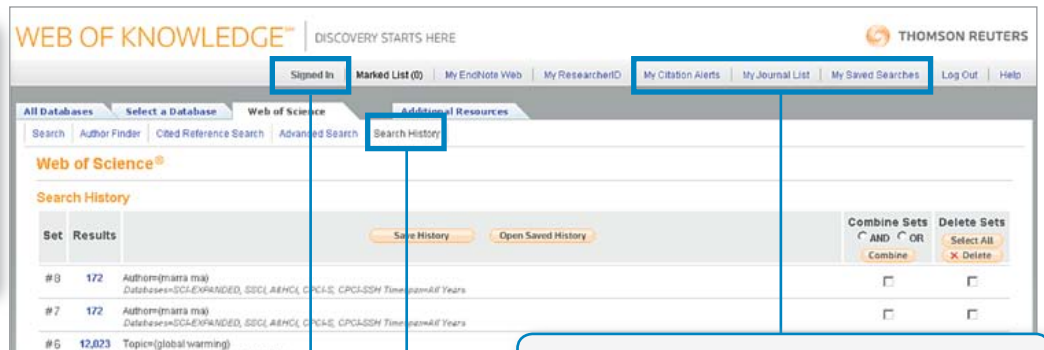 WEB OF KNOWLEDGE℠ DISCOVERY STARTS HERE THOMSON REUTERS
Signed In Marked List (0) My EndNote Web My ResearcherID My Citation Alerts My Journal List My Saved Searches Log Out Help
All Databases Select a Database Web of Science Additional Resources
Search Author Finder Cited Reference Search Advanced Search Search History
Web of Science®
Search History
Set Results Save History Open Saved History Combine Sets Delete Sets
AND OR Select All
Combine X Delete
#8 172 Author=(marra ma)
Databases=SCI-EXPANDED, SSCI, A&HCI, CPCI-S, CPCI-SSH Timespan=All Years
#7 172 Author=(marra ma)
Databases=SCI-EXPANDED, SSCI, A&HCI, CPCI-S, CPCI-SSH Timespan=All Years
#6 12,023 Topic=(global warming)